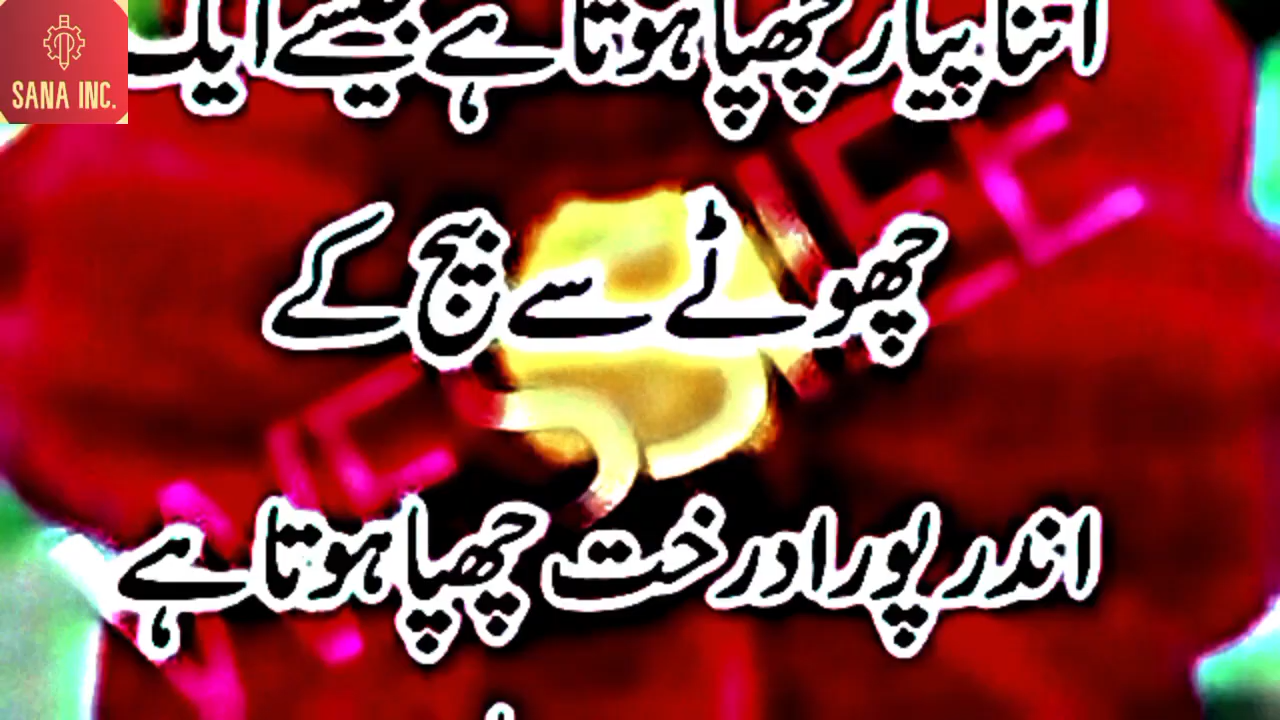 SANA INC.
اتنا پیار چھپا ہوتا ہے جیسے ایک
چھوٹے سے بیج کے
اندر پورا درخت چھپا ہوتا ہے